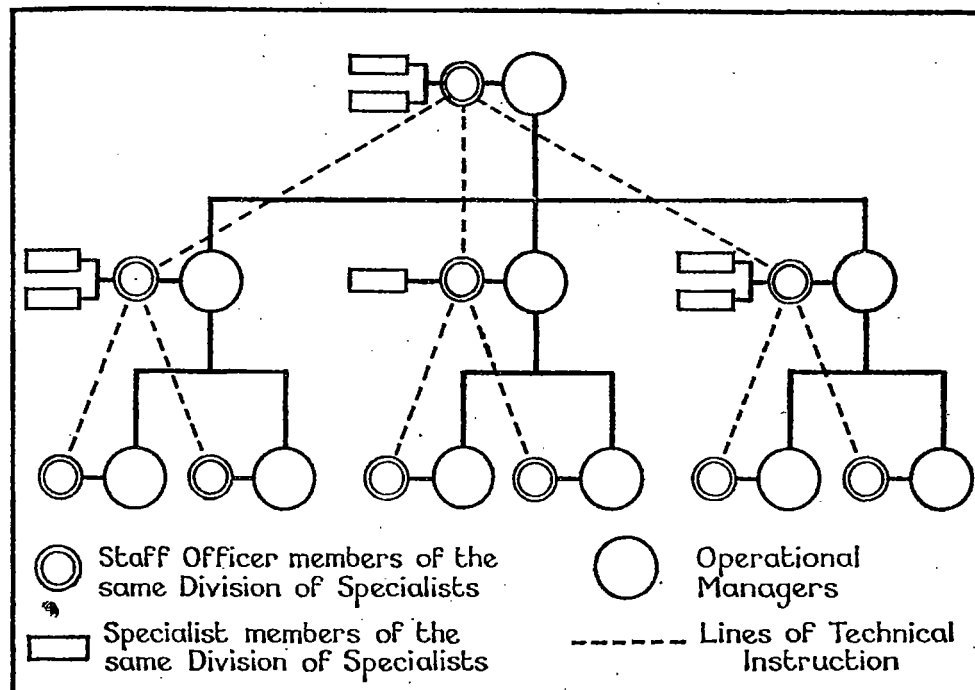 Staff Officer members of the
same Division of Specialists
Operational
Managers
Specialist members of the
same Division of Specialists
Lines of Technical
Instruction